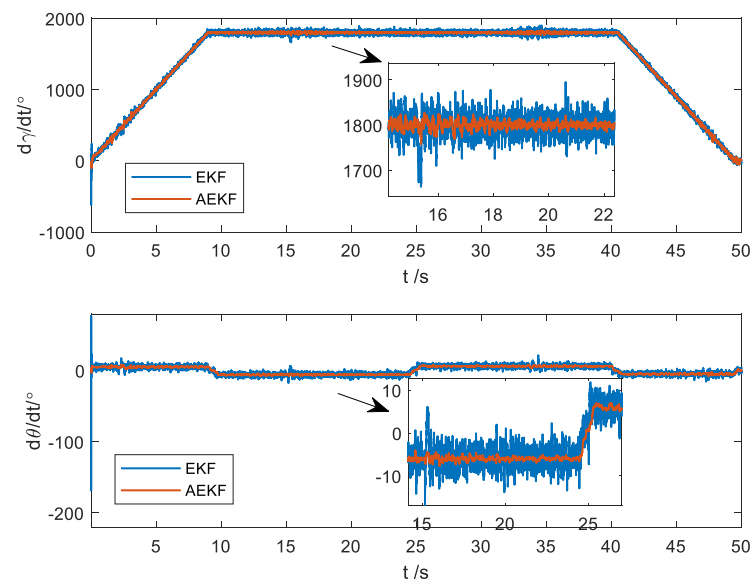 2000
1000
0
-1000
dγ/dt/°
1900
1800
1700
16 18 20 22
EKF
AEKF
0 5 10 15 20 25 30 35 40 45 50
t /s
0
-100
-200
dθ/dt/°
10
0
-10
15 20 25
EKF
AEKF
5 10 15 20 25 30 35 40 45 50
t /s